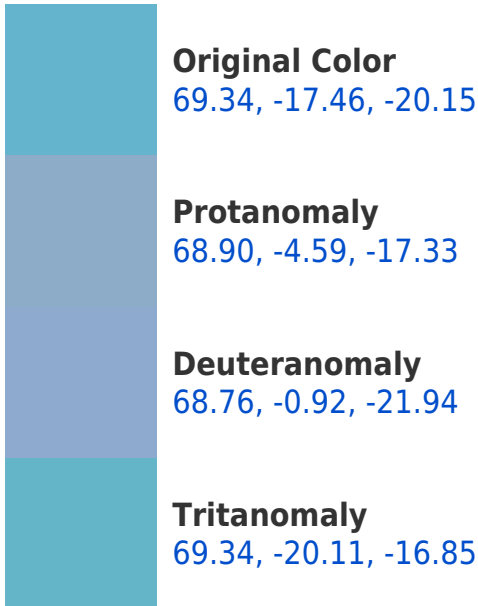 Original Color
69.34, -17.46, -20.15
Protanomaly
68.90, -4.59, -17.33
Deuteranomaly
68.76, -0.92, -21.94
Tritanomaly
69.34, -20.11, -16.85